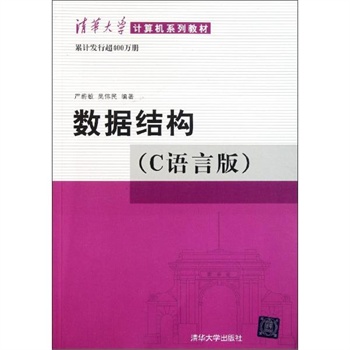 清华大学 计算机系列教材
累计发行超400万册
严蔚敏 吴伟民 编著
数据结构
(C语言版)
清华大学出版社